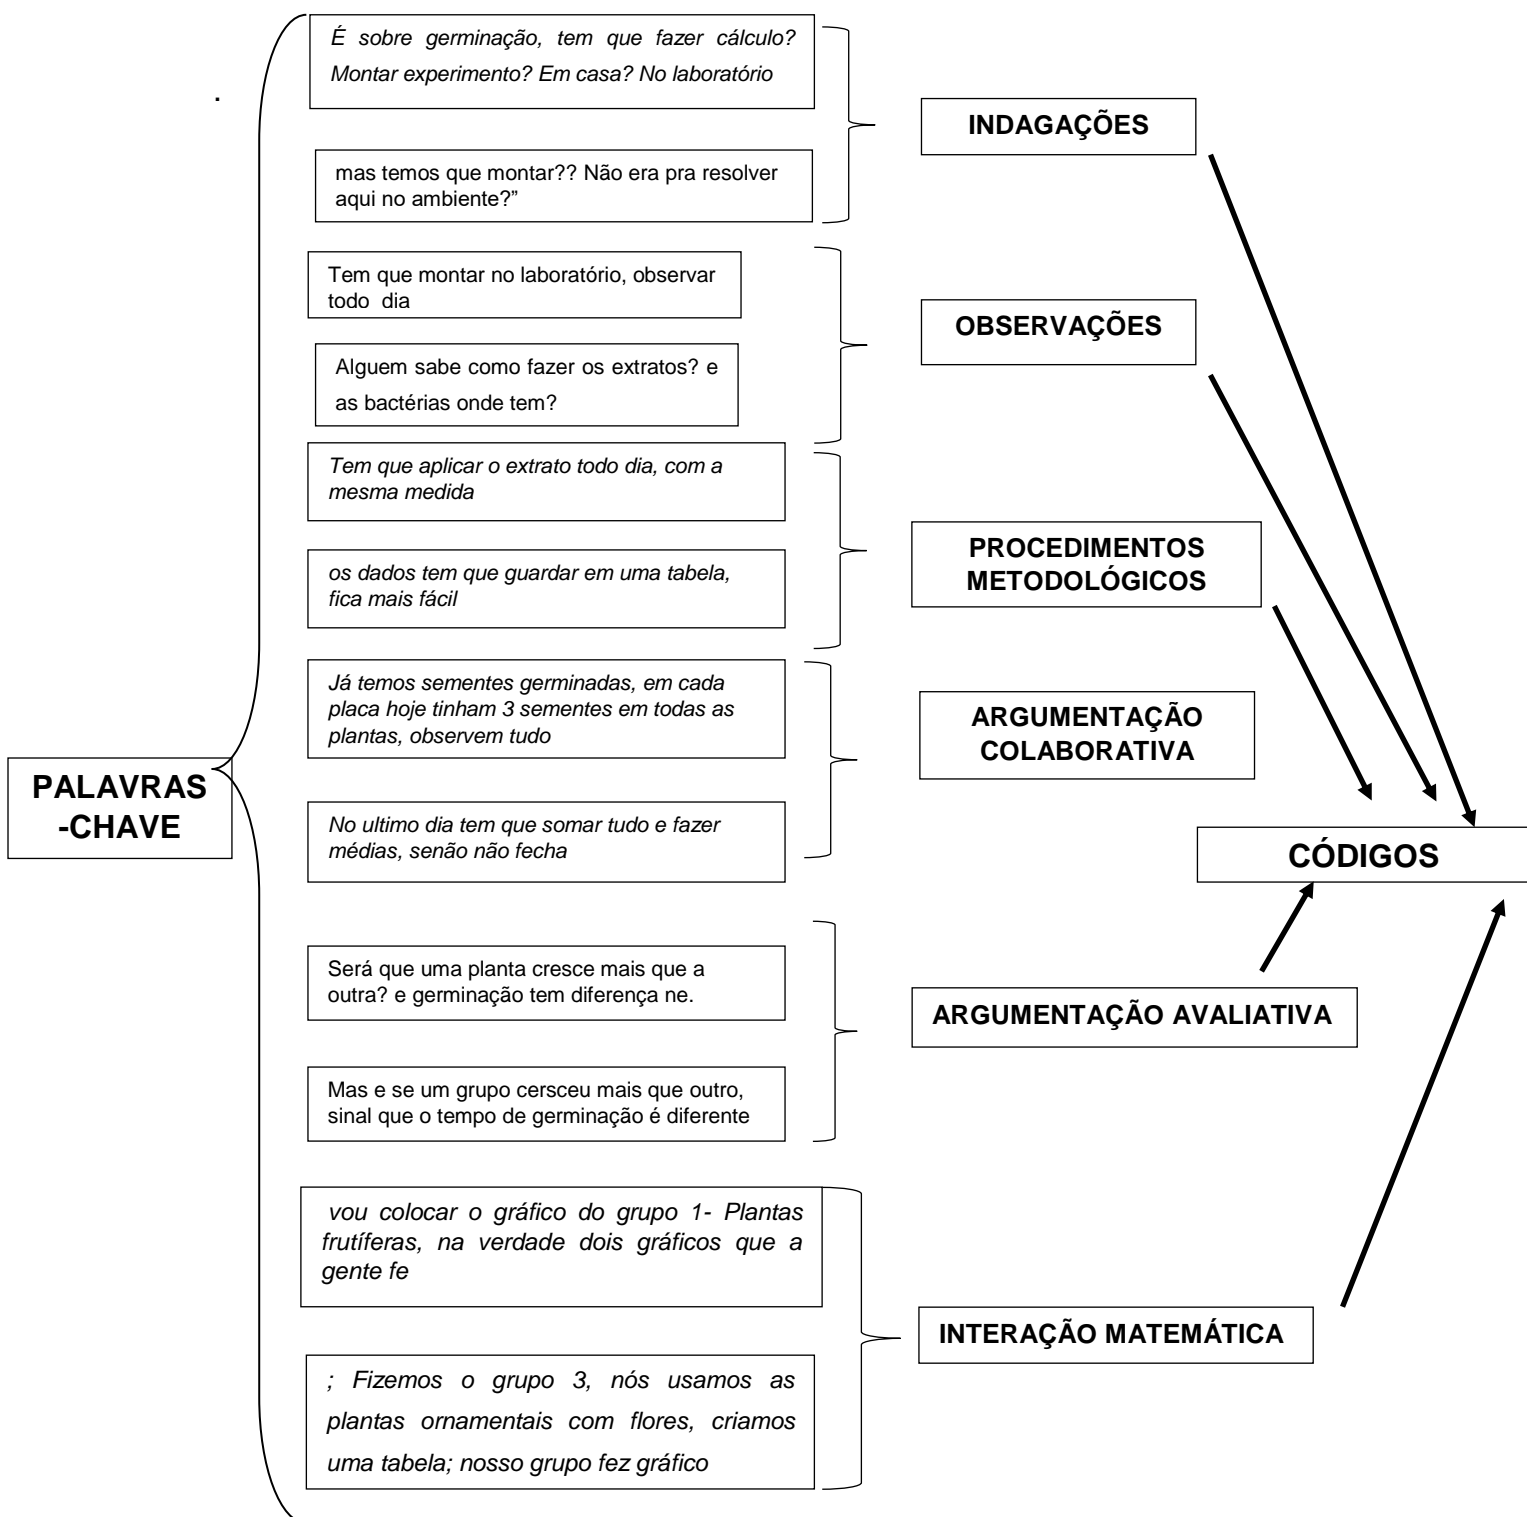 É sobre germinação, tem que fazer cálculo?
Montar experimento? Em casa? No laboratório
.
INDAGAÇÕES
mas temos que montar?? Não era pra resolver
aqui no ambiente?”
Tem que montar no laboratório, observar
todo dia
OBSERVAÇÕES
Alguem sabe como fazer os extratos? e
as bactérias onde tem?
Tem que aplicar o extrato todo dia, com a
mesma medida
PROCEDIMENTOS
METODOLÓGICOS
os dados tem que guardar em uma tabela,
fica mais fácil
Já temos sementes germinadas, em cada
placa hoje tinham 3 sementes em todas as
plantas, observem tudo
ARGUMENTAÇÃO
COLABORATIVA
PALAVRAS
-CHAVE
No ultimo dia tem que somar tudo e fazer
médias, senão não fecha
CÓDIGOS
Será que uma planta cresce mais que a
outra? e germinação tem diferença ne.
ARGUMENTAÇÃO AVALIATIVA
Mas e se um grupo cersceu mais que outro,
sinal que o tempo de germinação é diferente
vou colocar o gráfico do grupo 1- Plantas
frutíferas, na verdade dois gráficos que a
gente fe
INTERAÇÃO MATEMÁTICA
; Fizemos o grupo 3, nós usamos as
plantas ornamentais com flores, criamos
uma tabela; nosso grupo fez gráfico